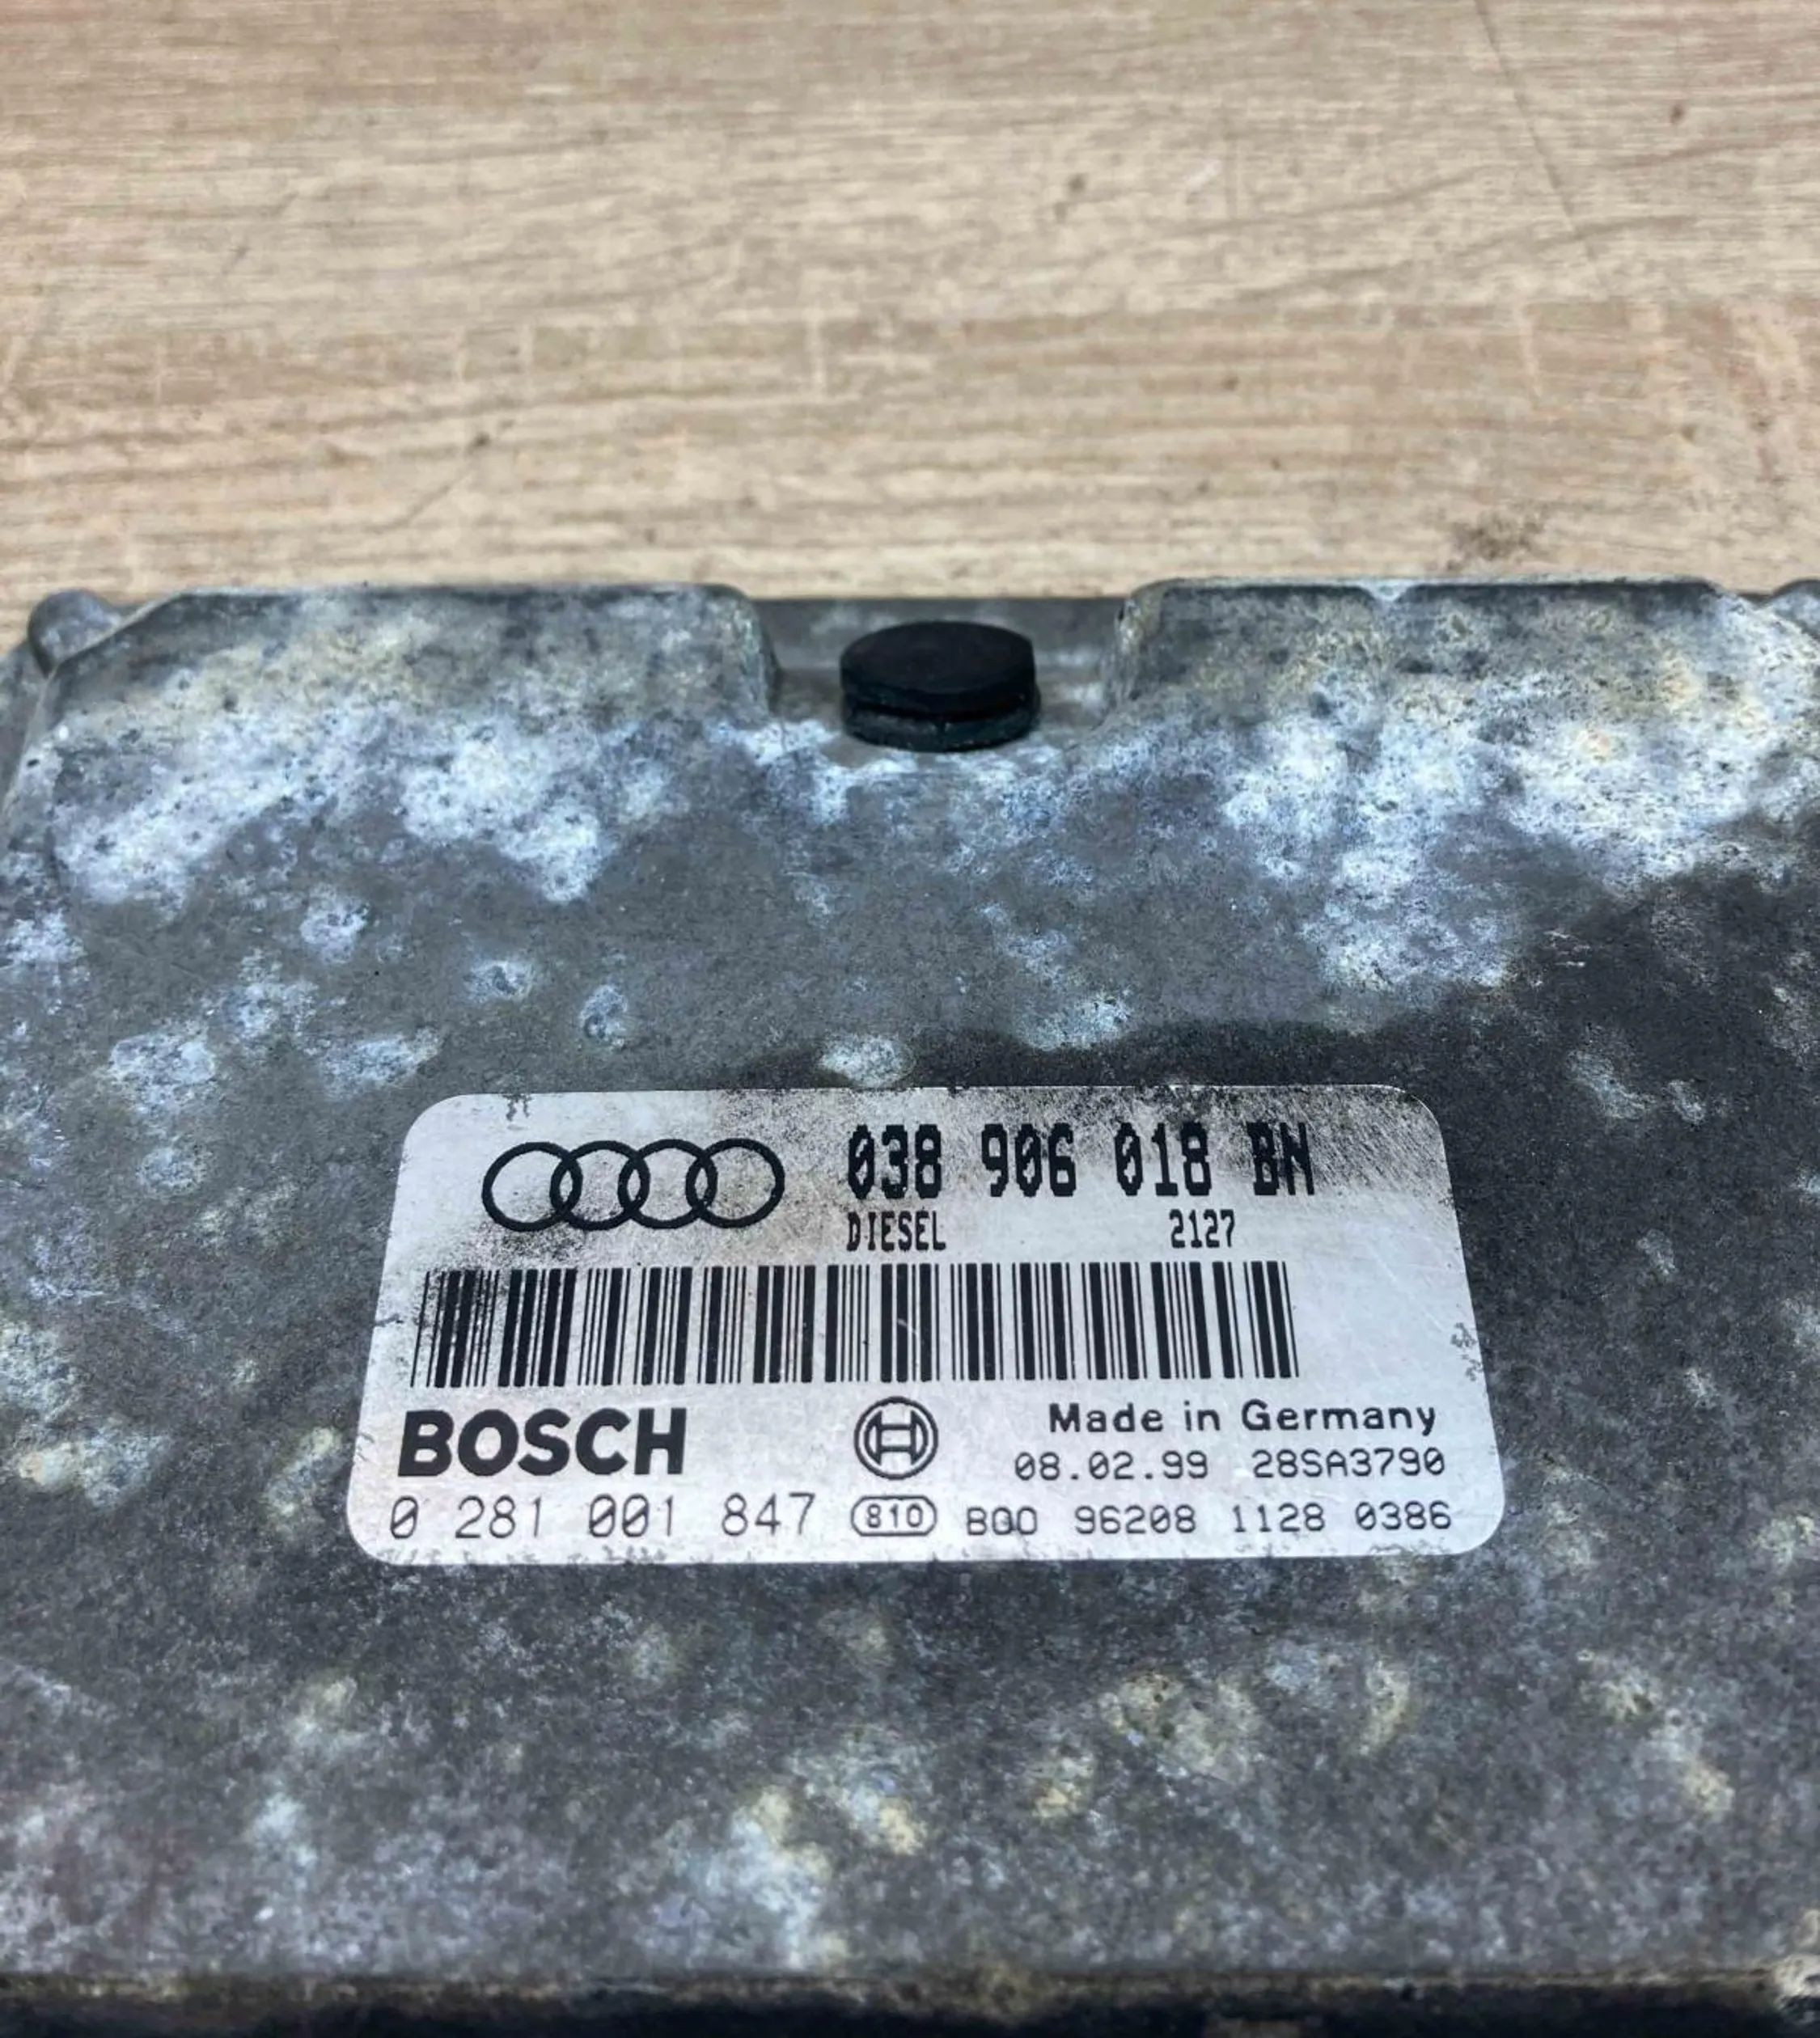 038 906 018 BN
DIESEL 2127
BOSCH
Made in Germany
08.02.99 28SA3790
0 281 001 847 810 BQ0 96208 1128 0386